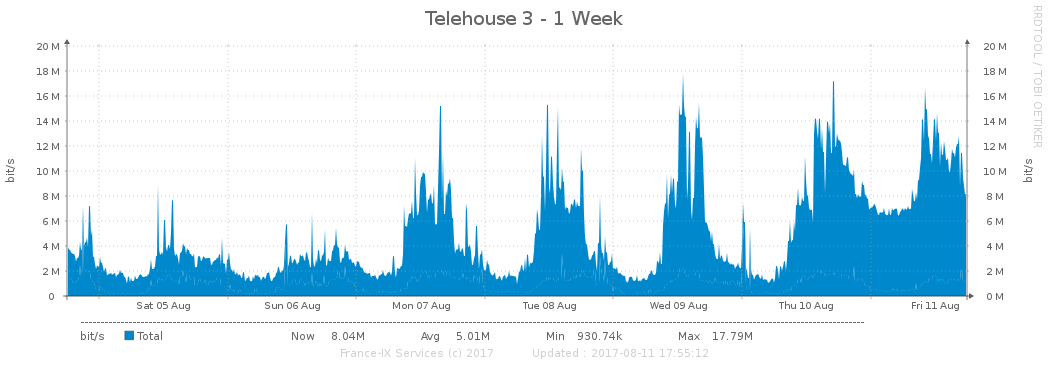 Telehouse 3 - 1 Week
RRDTOOL / TOBI OETIKER
20 M 20 M
18 M 18 M
16 M 16 M
14 M 14 M
12 M 12 M
10 M 10 M
8 M 8 M
6 M 6 M
4 M 4 M
2 M 2 M
0 0 M
bit/s bit/s
Sat 05 Aug Sun 06 Aug Mon 07 Aug Tue 08 Aug Wed 09 Aug Thu 10 Aug Fri 11 Aug
bit/s Total Now 8.04M Avg 5.01M Min 930.74k Max 17.79M
France-IX Services (c) 2017 Updated : 2017-08-11 17:55:12